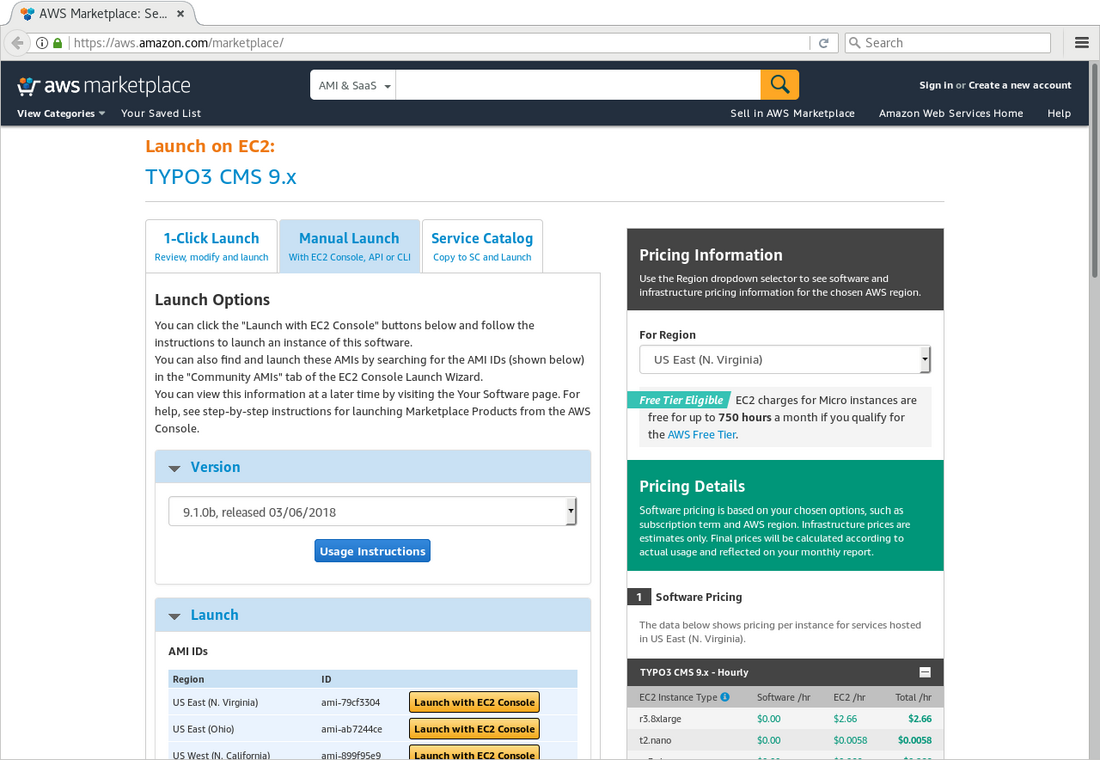 AWS Marketplace: Se...
https://aws.amazon.com/marketplace/
Search
aws marketplace
AMI & SaaS
Sign in or Create a new account
View Categories
Your Saved List
Sell in AWS Marketplace
Amazon Web Services Home
Help
Launch on EC2:
TYPO3 CMS 9.x
1-Click Launch
Review, modify and launch
Manual Launch
With EC2 Console, API or CLI
Service Catalog
Copy to SC and Launch
Launch Options
You can click the "Launch with EC2 Console" buttons below and follow the
instructions to launch an instance of this software.
You can also find and launch these AMIs by searching for the AMI IDs (shown below)
in the "Community AMIs" tab of the EC2 Console Launch Wizard.
You can view this information at a later time by visiting the Your Software page. For
help, see step-by-step instructions for launching Marketplace Products from the AWS
Console.
Version
9.1.0b, released 03/06/2018
Usage Instructions
Launch
AMI IDs
Region ID
US East (N. Virginia) ami-79cf3304 Launch with EC2 Console
US East (Ohio) ami-ab7244ce Launch with EC2 Console
US West (N. California) ami-899f95e9 Launch with EC2 Console
Pricing Information
Use the Region dropdown selector to see software and
infrastructure pricing information for the chosen AWS region.
For Region
US East (N. Virginia)
Free Tier Eligible EC2 charges for Micro instances are
free for up to 750 hours a month if you qualify for
the AWS Free Tier.
Pricing Details
Software pricing is based on your chosen options, such as
subscription term and AWS region. Infrastructure prices are
estimates only. Final prices will be calculated according to
actual usage and reflected on your monthly report.
1 Software Pricing
The data below shows pricing per instance for services hosted
in US East (N. Virginia).
TYPO3 CMS 9.x - Hourly
EC2 Instance Type Software /hr EC2 /hr Total /hr
r3.8xlarge $0.00 $2.66 $2.66
t2.nano $0.00 $0.0058 $0.0058